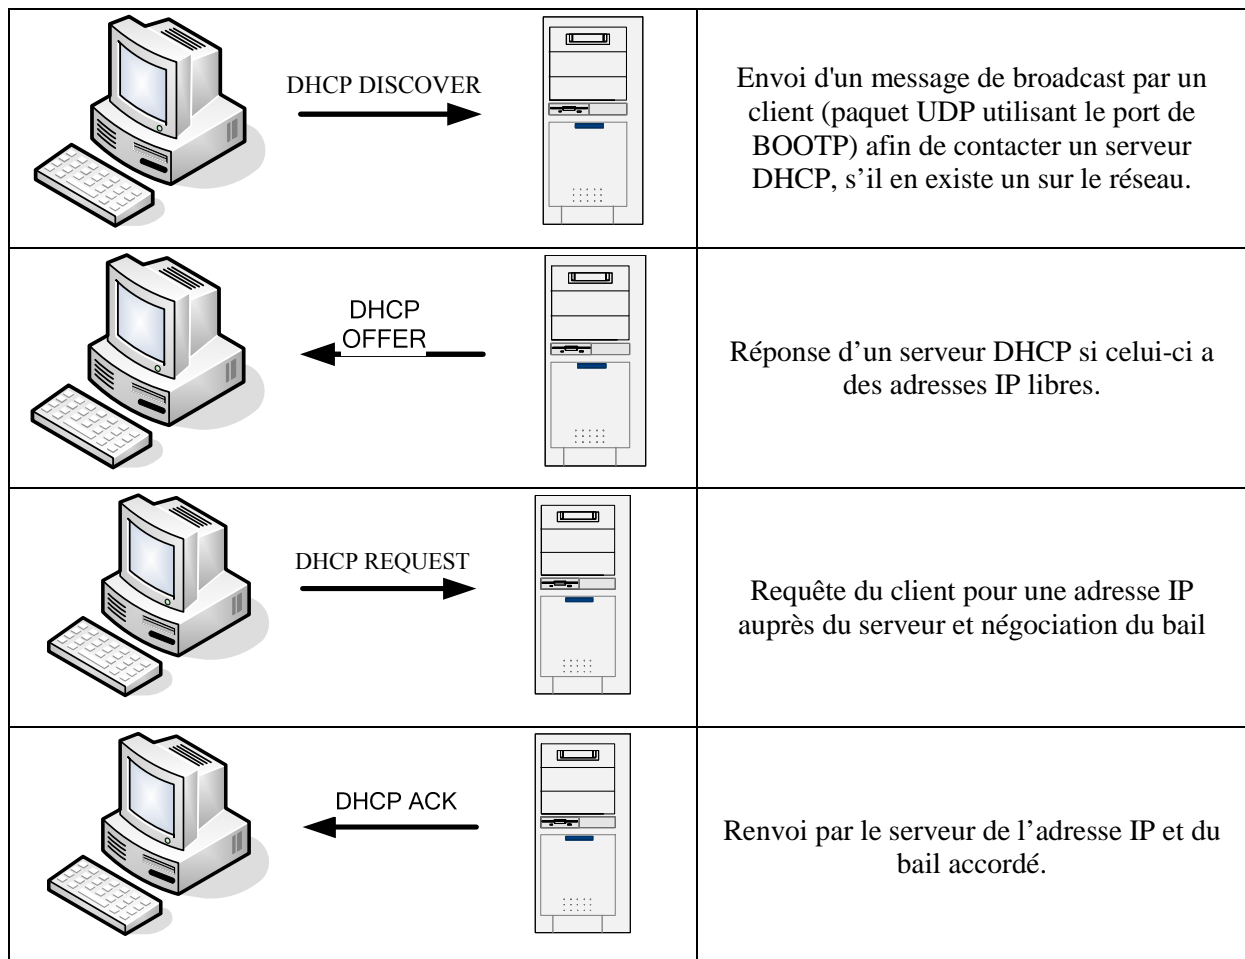 DHCP DISCOVER
Envoi d'un message de broadcast par un
client (paquet UDP utilisant le port de
BOOTP) afin de contacter un serveur
DHCP, s’il en existe un sur le réseau.
DHCP
OFFER
Réponse d’un serveur DHCP si celui-ci a
des adresses IP libres.
DHCP REQUEST
Requête du client pour une adresse IP
auprès du serveur et négociation du bail
DHCP ACK
Renvoi par le serveur de l’adresse IP et du
bail accordé.